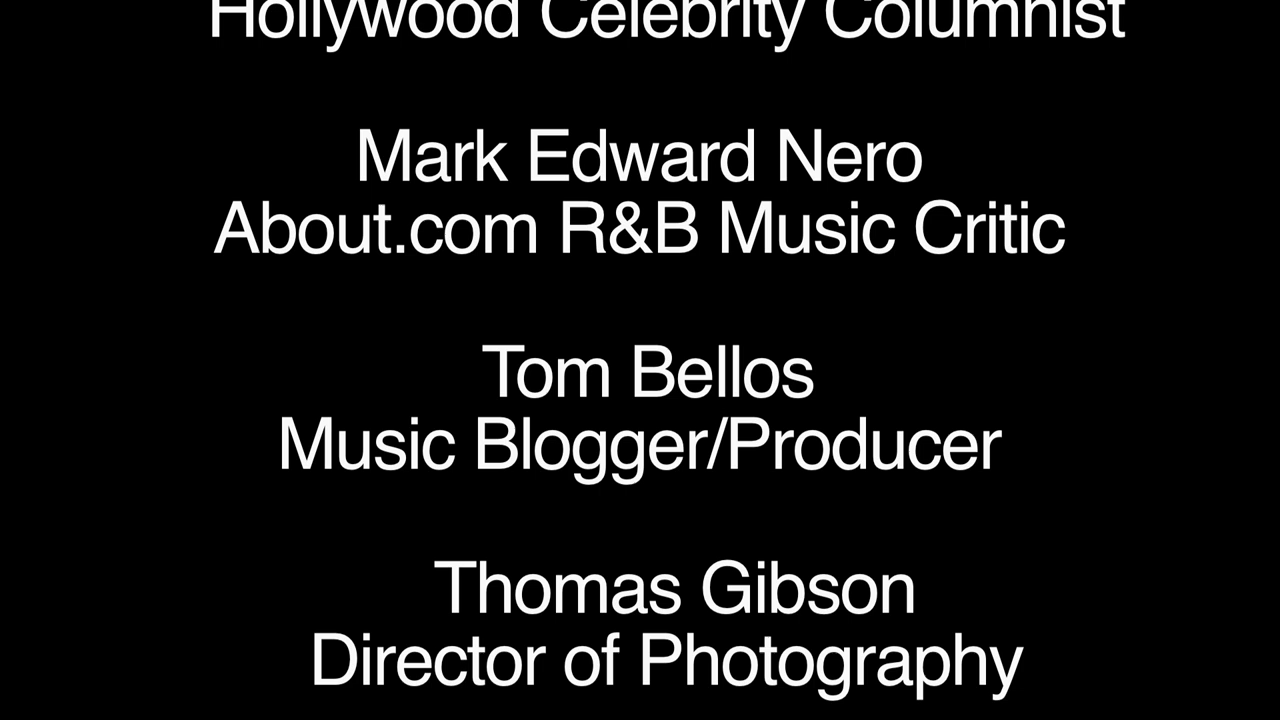 Hollywood Celebrity Columnist
Mark Edward Nero
About.com R&B Music Critic
Tom Bellos
Music Blogger/Producer
Thomas Gibson
Director of Photography